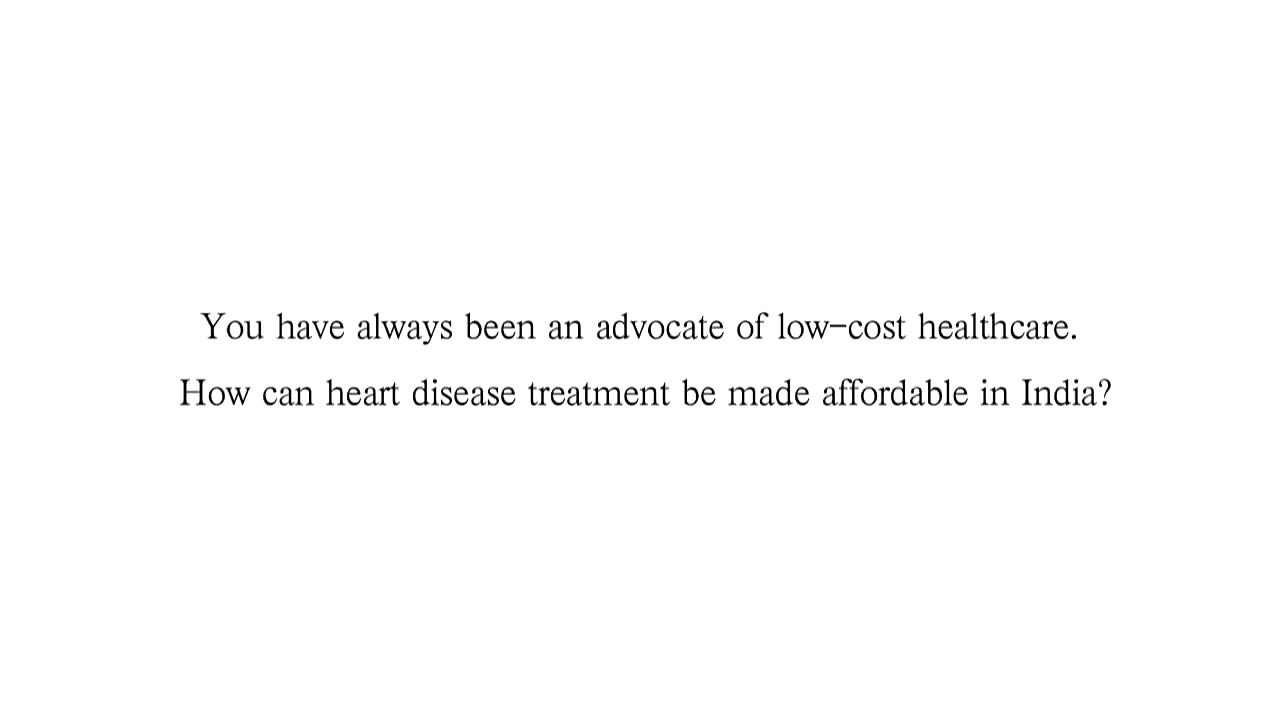 You have always been an advocate of low-cost healthcare.
How can heart disease treatment be made affordable in India?